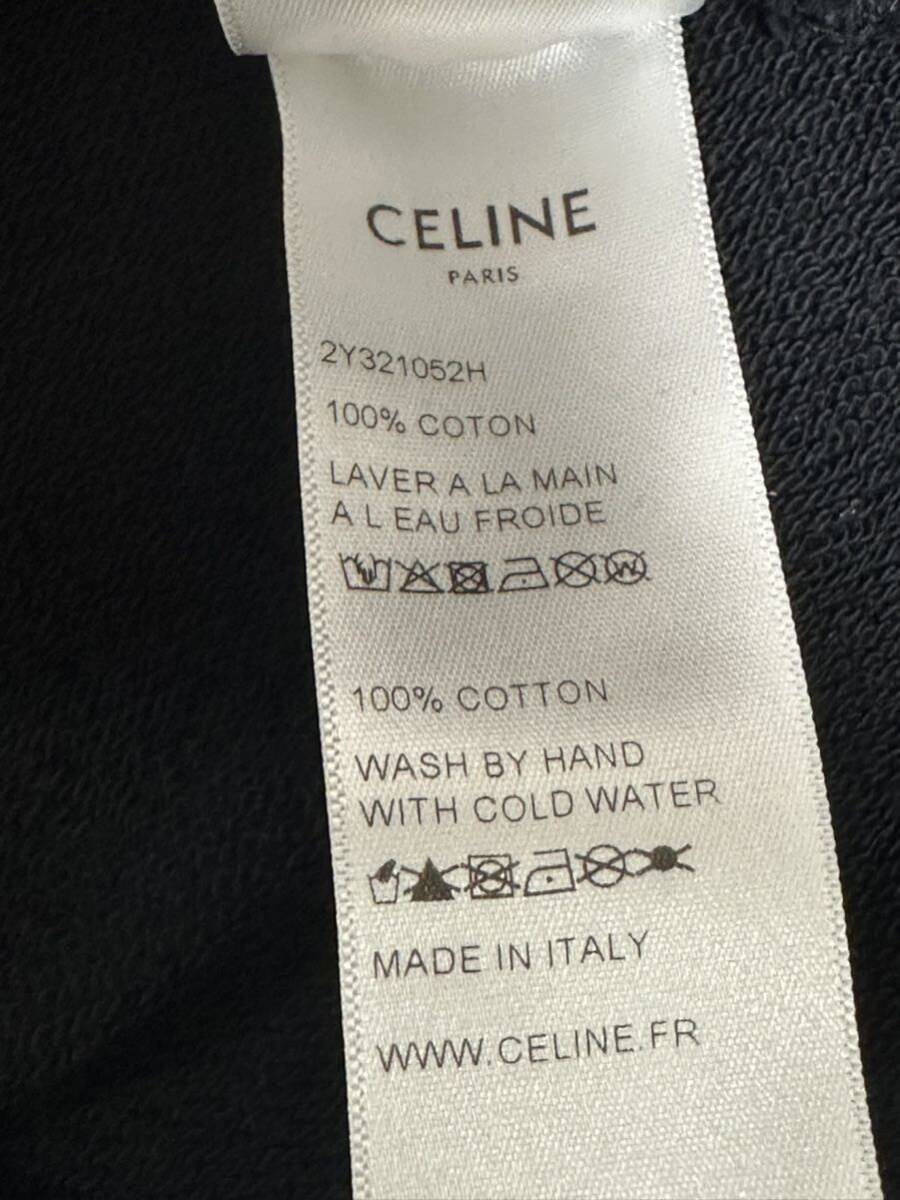 CELINE
PARIS
2Y321052H
100% COTON
LAVER A LA MAIN
A L EAU FROIDE
W
100% COTTON
WASH BY HAND
WITH COLD WATER
MADE IN ITALY
WWW.CELINE.FR